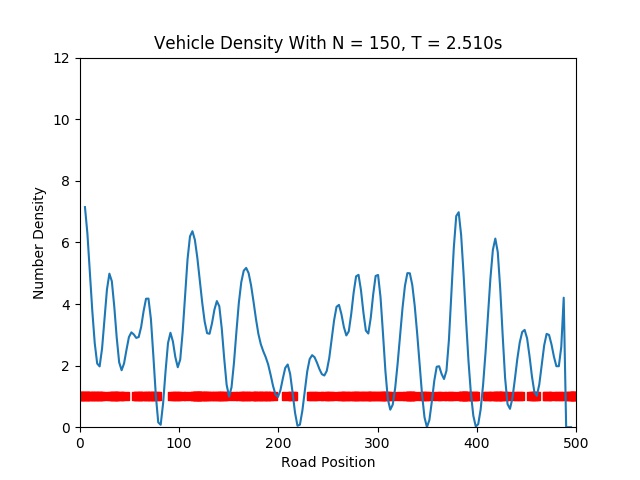 Vehicle Density With N = 150, T = 2.510s
12
10
8
6
4
2
0
Number Density
0 100 200 300 400 500
Road Position